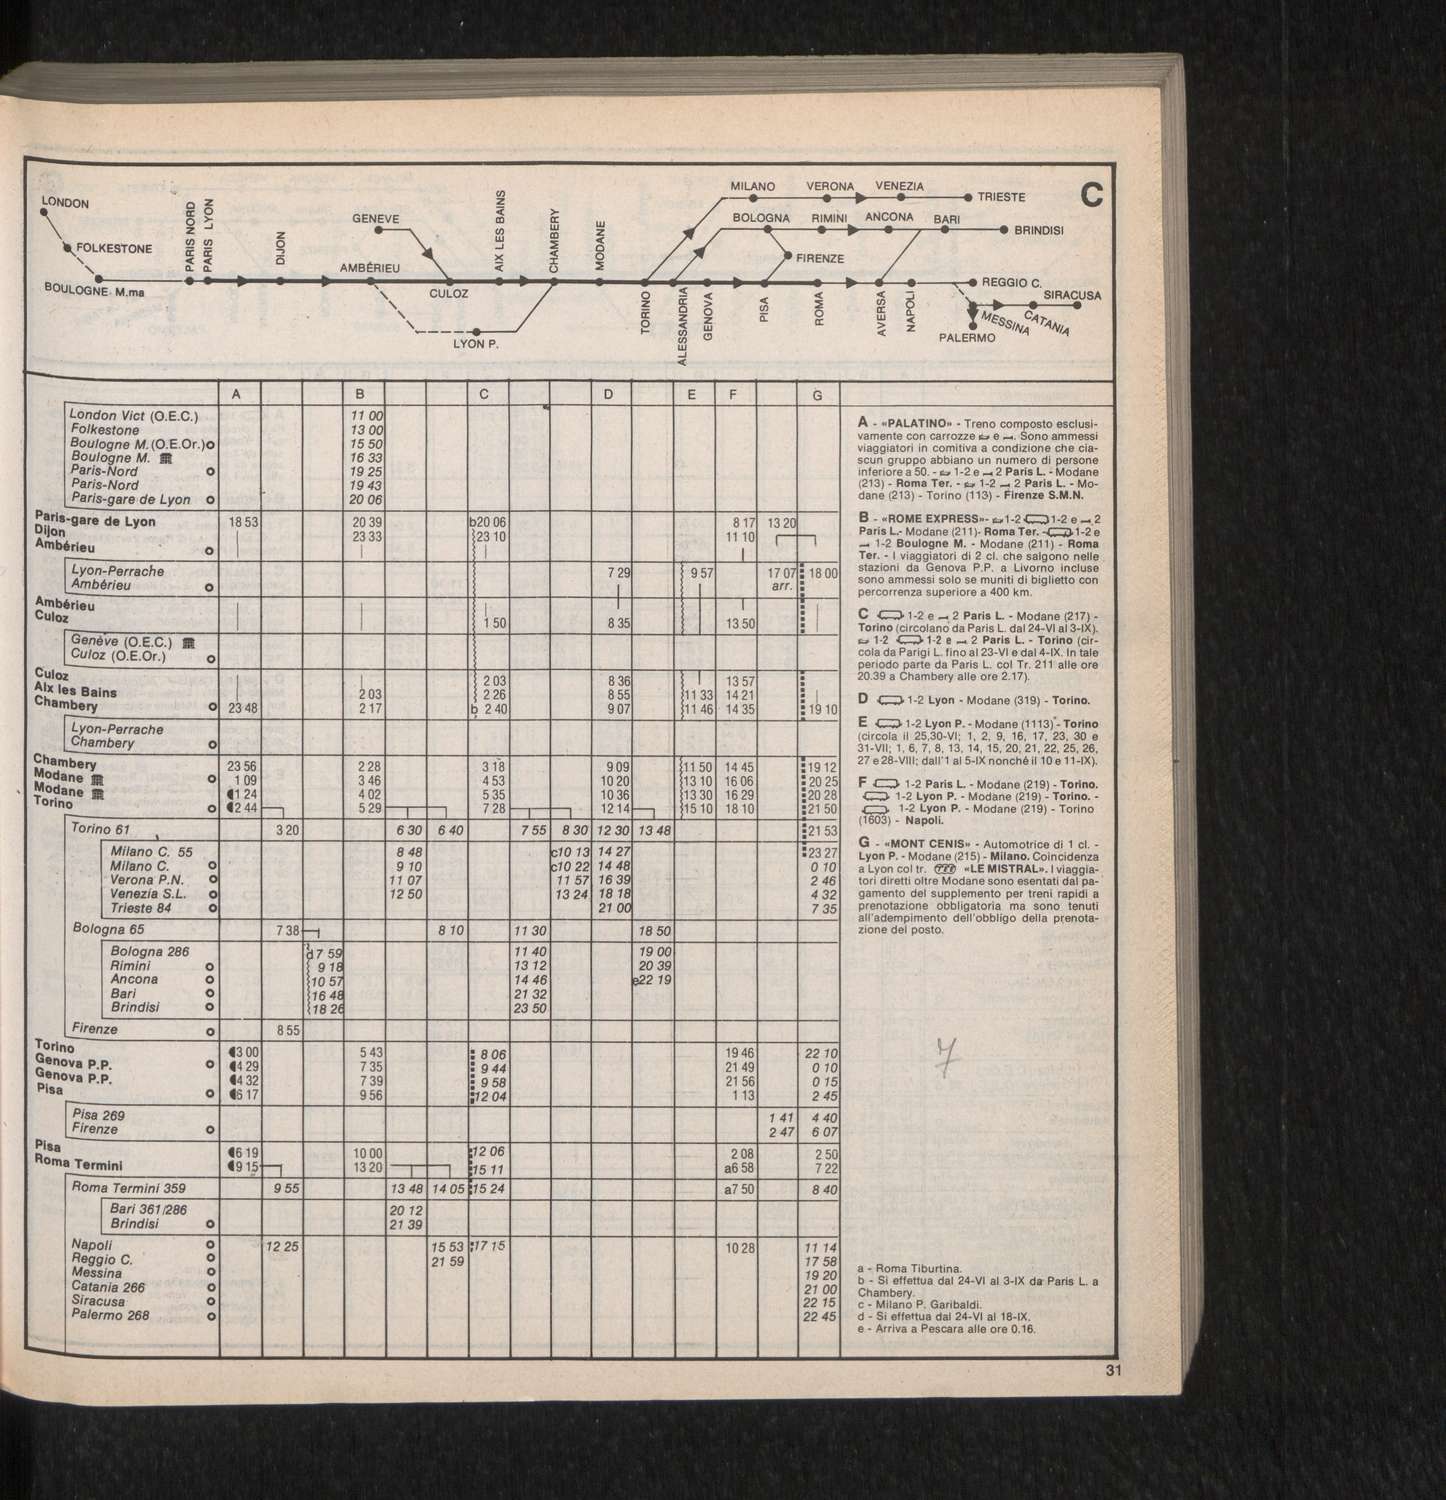 C
LONDON
FOLKESTONE
BOULOGNE M.ma
PARIS NORD
PARIS LYON
DIJON
GENEVE
AMBÉRIEU
CULOZ
LYON P.
AIX LES BAINS
CHAMBERY
MODANE
TORINO
ALESSANDRIA
GENOVA
MILANO VERONA VENEZIA TRIESTE
BOLOGNA RIMINI ANCONA BARI BRINDISI
FIRENZE
PISA
ROMA
AVERSA
NAPOLI
REGGIO C.
SIRACUSA
MESSINA
CATANIA
PALERMO
A B C D E F G
London Vict (O.E.C.) 11 00
Folkestone 13 00
Boulogne M. (O.E.Or.) 15 50
Boulogne M. 16 33
Paris-Nord 19 25
Paris-Nord 19 43
Paris-gare de Lyon 20 06
Paris-gare de Lyon 18 53 20 39 b20 06 8 17 13 20
Dijon 23 33 23 10 11 10
Ambérieu
Lyon-Perrache 7 29 9 57 17 07 18 00
Ambérieu arr.
Ambérieu
Culoz 1 50 8 35 13 50
Genève (O.E.C.)
Culoz (O.E.Or.)
Culoz 2 03 8 36 13 57
Aix les Bains 2 03 2 26 8 55 11 33 14 21
Chambery 23 48 2 17 b 2 40 9 07 11 46 14 35 19 10
Lyon-Perrache
Chambery
Chambery 23 56 2 28 3 18 9 09 11 50 14 45 19 12
Modane 1 09 3 46 4 53 10 20 13 10 16 06 20 25
Modane 1 24 4 02 5 35 10 36 13 30 16 29 20 28
Torino 2 44 5 29 7 28 12 14 15 10 18 10 21 50
Torino 61 3 20 6 30 6 40 7 55 8 30 12 30 13 48 21 53
Milano C. 55 8 48 c10 13 14 27 23 27
Milano C. 9 10 c10 22 14 48 0 10
Verona P.N. 11 07 11 57 16 39 2 46
Venezia S.L. 12 50 13 24 18 18 4 32
Trieste 84 21 00 7 35
Bologna 65 7 38 8 10 11 30 18 50
Bologna 286 d7 59 11 40 19 00
Rimini 9 18 13 12 20 39
Ancona 10 57 14 46 e22 19
Bari 16 48 21 32
Brindisi 18 26 23 50
Firenze 8 55
Torino 3 00 5 43 8 06 19 46 22 10
Genova P.P. 4 29 7 35 9 44 21 49 0 10
Genova P.P. 4 32 7 39 9 58 21 56 0 15
Pisa 6 17 9 56 12 04 1 13 2 45
Pisa 269 1 41 4 40
Firenze 2 47 6 07
Pisa 6 19 10 00 12 06 2 08 2 50
Roma Termini 9 15 13 20 15 11 a6 58 7 22
Roma Termini 359 9 55 13 48 14 05 15 24 a7 50 8 40
Bari 361/286 20 12
Brindisi 21 39
Napoli 12 25 15 53 17 15 10 28 11 14
Reggio C. 21 59 17 58
Messina 19 20
Catania 266 21 00
Siracusa 22 15
Palermo 268 22 45
A - «PALATINO» - Treno composto esclusi-
vamente con carrozze e . Sono ammessi
viaggiatori in comitiva a condizione che cia-
scun gruppo abbiano un numero di persone
inferiore a 50. - 1-2 e 2 Paris L. - Modane
(213) - Roma Ter. - 1-2 2 Paris L. - Mo-
dane (213) - Torino (113) - Firenze S.M.N.
B - «ROME EXPRESS»- 1-2 1-2 e 2
Paris L.- Modane (211)- Roma Ter. - 1-2 e
1-2 Boulogne M. - Modane (211) - Roma
Ter. - I viaggiatori di 2 cl. che salgono nelle
stazioni da Genova P.P. a Livorno incluse
sono ammessi solo se muniti di biglietto con
percorrenza superiore a 400 km.
C 1-2 e 2 Paris L. - Modane (217) -
Torino (circolano da Paris L. dal 24-VI al 3-IX).
1-2 1-2 e 2 Paris L. - Torino (cir-
cola da Parigi L. fino al 23-VI e dal 4-IX. In tale
periodo parte da Paris L. col Tr. 211 alle ore
20.39 a Chambery alle ore 2.17).
D 1-2 Lyon - Modane (319) - Torino.
E 1-2 Lyon P. - Modane (1113) - Torino
(circola il 25,30-VI; 1, 2, 9, 16, 17, 23, 30 e
31-VII; 1, 6, 7, 8, 13, 14, 15, 20, 21, 22, 25, 26,
27 e 28-VIII; dall'1 al 5-IX nonché il 10 e 11-IX).
F 1-2 Paris L. - Modane (219) - Torino.
1-2 Lyon P. - Modane (219) - Torino. -
1-2 Lyon P. - Modane (219) - Torino
(1603) - Napoli.
G - «MONT CENIS» - Automotrice di 1 cl. -
Lyon P. - Modane (215) - Milano. Coincidenza
a Lyon col tr. «LE MISTRAL». I viaggia-
tori diretti oltre Modane sono esentati dal pa-
gamento del supplemento per treni rapidi a
prenotazione obbligatoria ma sono tenuti
all'adempimento dell'obbligo della prenota-
zione del posto.
7
a - Roma Tiburtina.
b - Si effettua dal 24-VI al 3-IX da Paris L. a
Chambery.
c - Milano P. Garibaldi.
d - Si effettua dal 24-VI al 18-IX.
e - Arriva a Pescara alle ore 0.16.
31